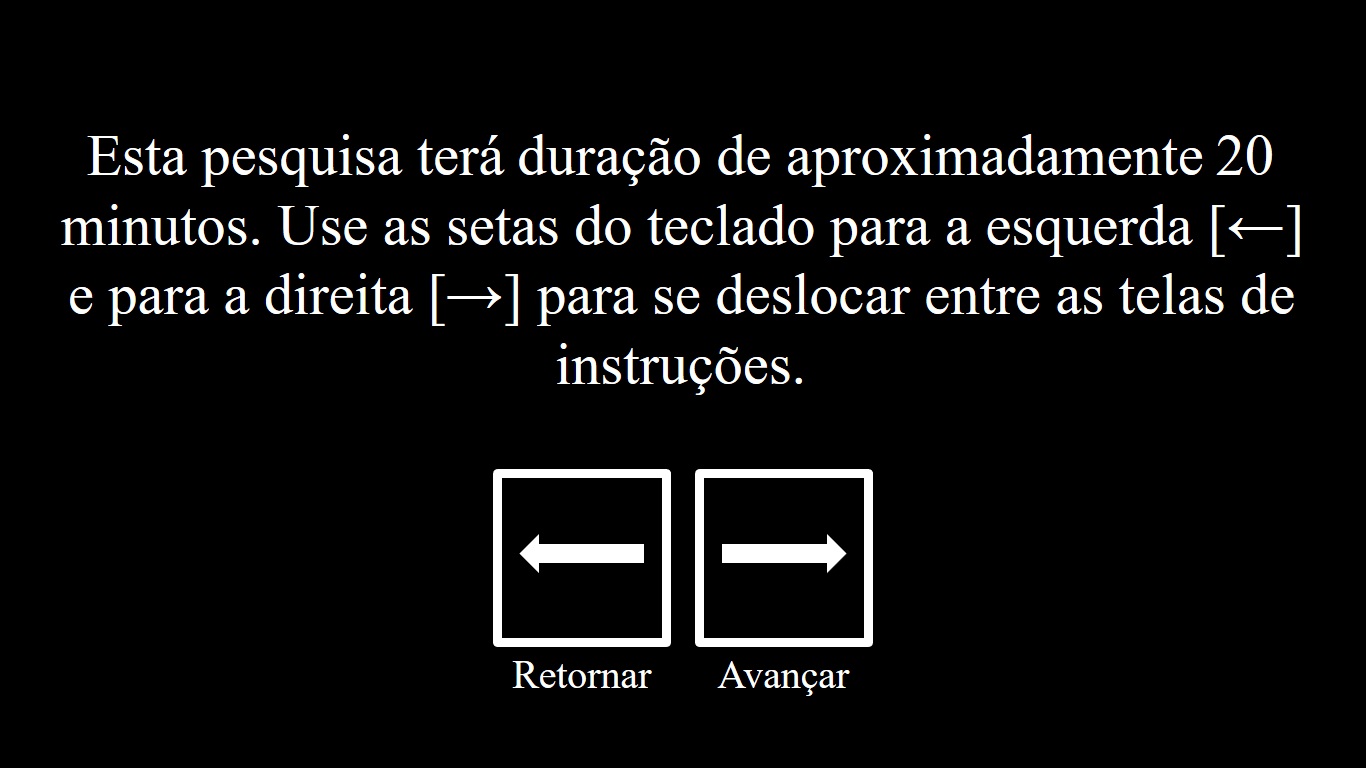 Esta pesquisa terá duração de aproximadamente 20
minutos. Use as setas do teclado para a esquerda [←]
e para a direita [→] para se deslocar entre as telas de
instruções.
Retornar
Avançar